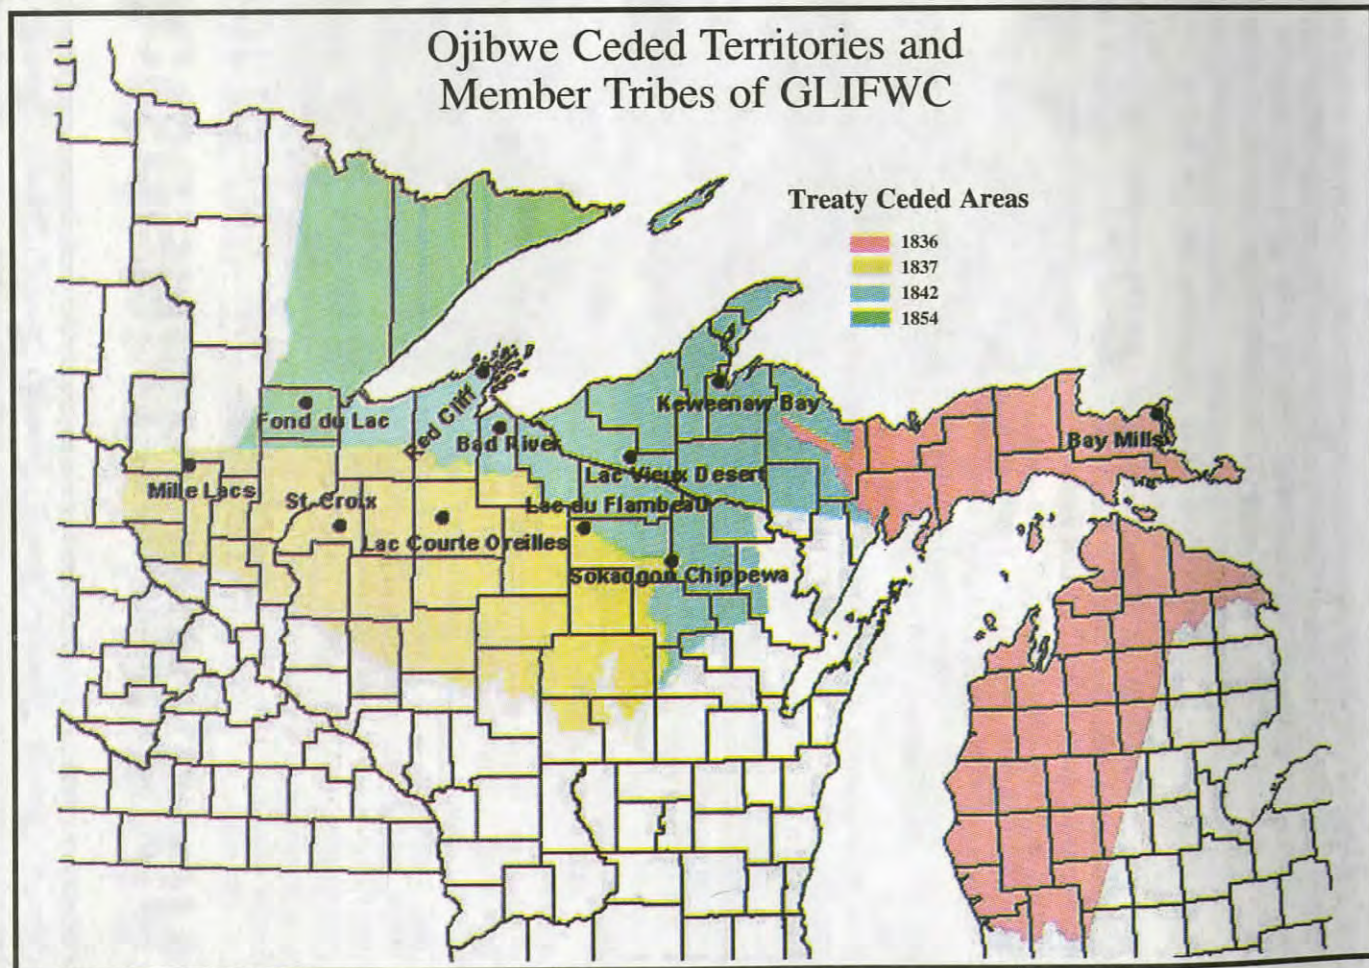 Ojibwe Ceded Territories and
Member Tribes of GLIFWC
Treaty Ceded Areas
1836
1837
1842
1854
Fond du Lac
Red Cliff
Bad River
Keweenaw Bay
Bay Mills
Mille Lacs
St. Croix
Lac Vieux Desert
Lac du Flambeau
Lac Courte Oreilles
Sokaogon Chippewa